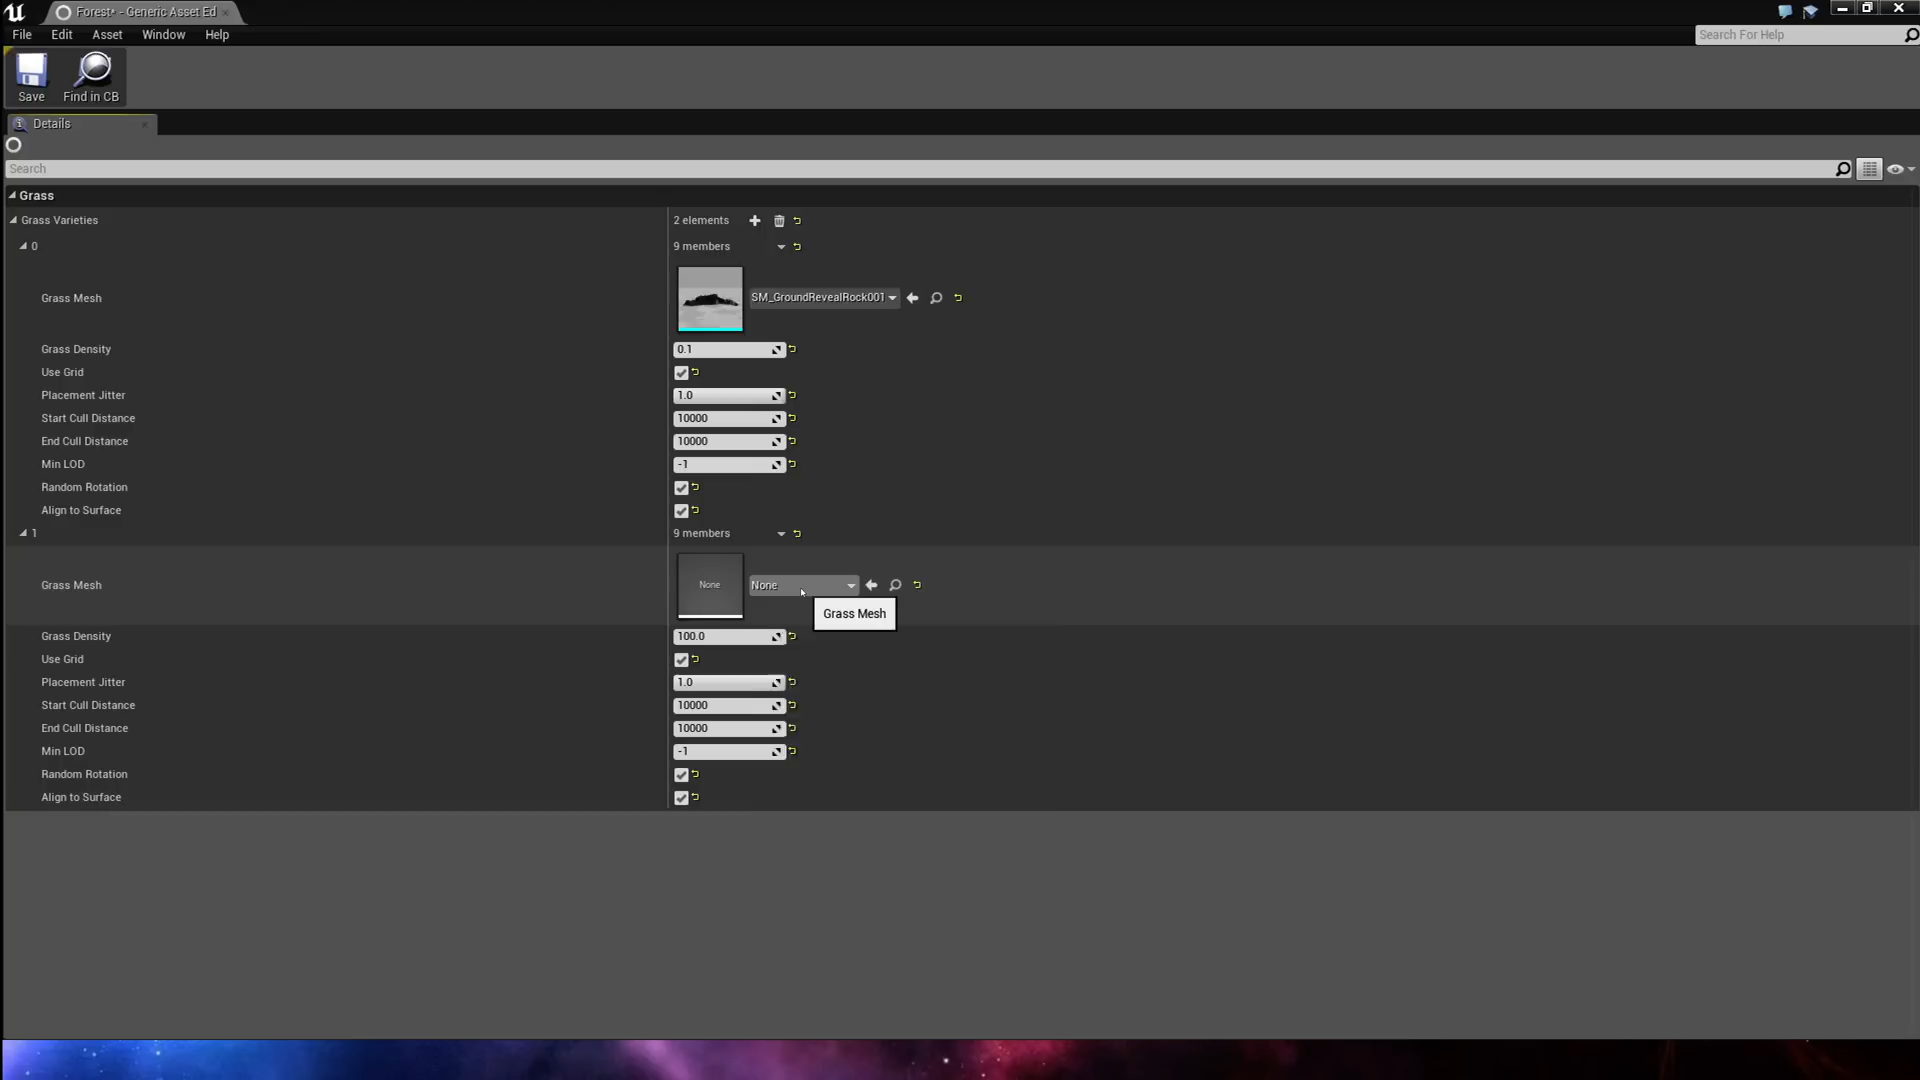 Forest* - Generic Asset Ed
File Edit Asset Window Help
Search For Help
Save Find in CB
Details
Search
Grass
Grass Varieties 2 elements
0 9 members
Grass Mesh SM_GroundRevealRock001
Grass Density 0.1
Use Grid
Placement Jitter 1.0
Start Cull Distance 10000
End Cull Distance 10000
Min LOD -1
Random Rotation
Align to Surface
1 9 members
Grass Mesh None None
Grass Mesh
Grass Density 100.0
Use Grid
Placement Jitter 1.0
Start Cull Distance 10000
End Cull Distance 10000
Min LOD -1
Random Rotation
Align to Surface